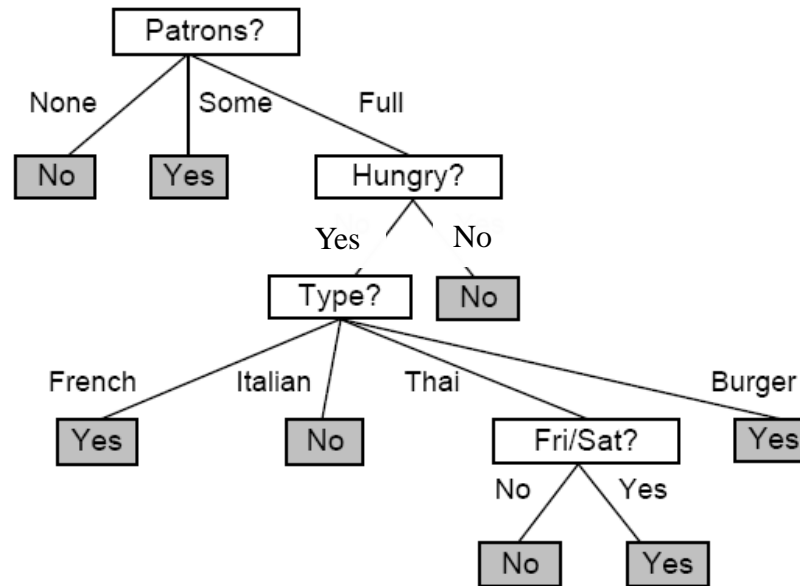 Patrons?
None Some Full
No Yes Hungry?
Yes No
Type? No
French Italian Thai Burger
Yes No Fri/Sat? Yes
No Yes
No Yes